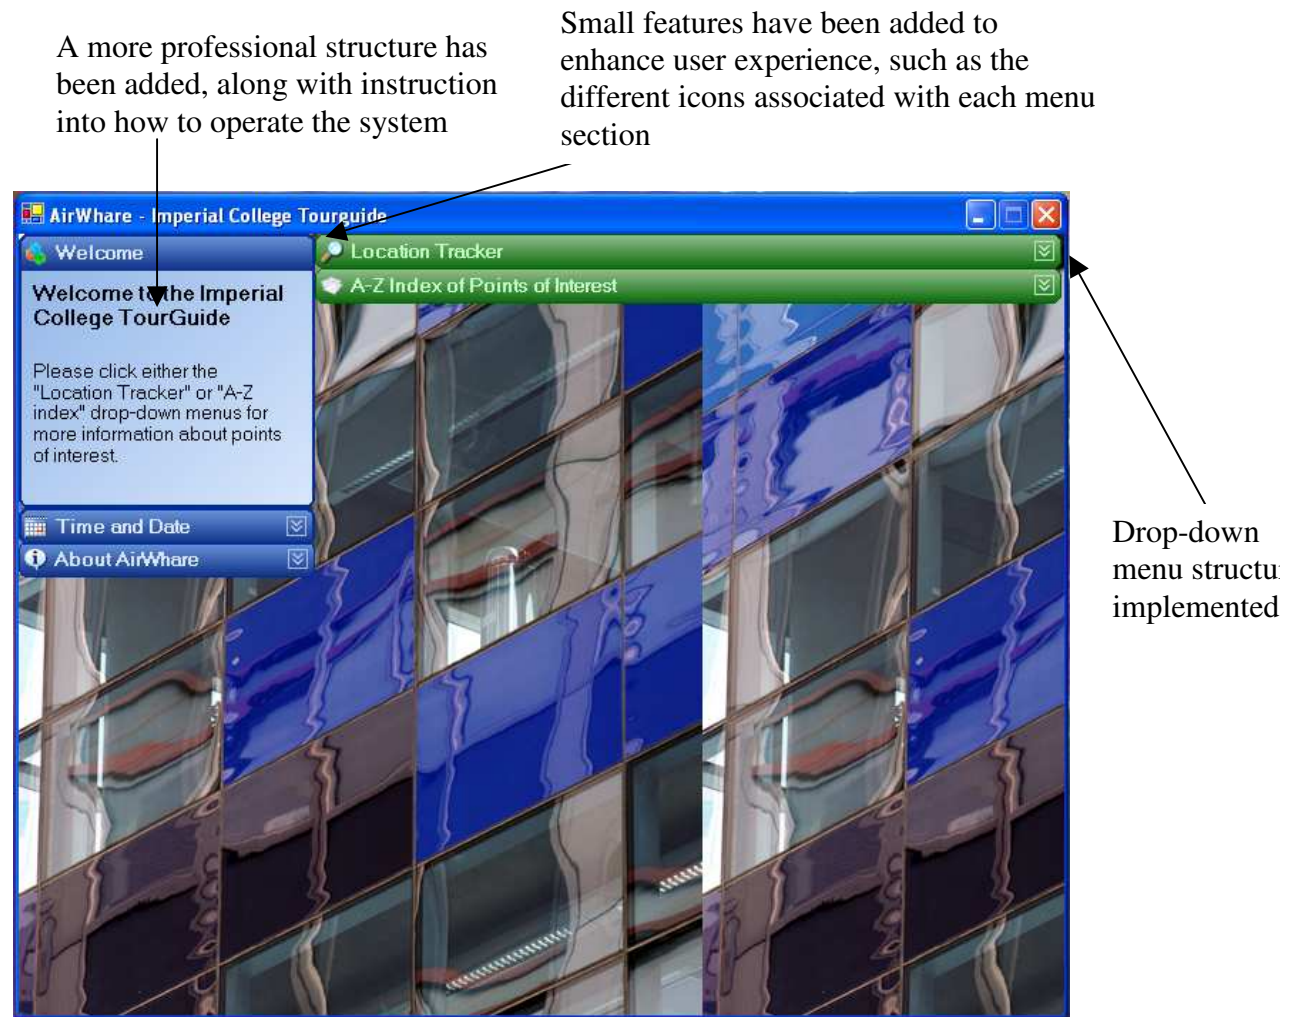 A more professional structure has
been added, along with instruction
into how to operate the system
Small features have been added to
enhance user experience, such as the
different icons associated with each menu
section
AirWhare - Imperial College Tourguide
Welcome
Welcome to the Imperial
College TourGuide
Please click either the
"Location Tracker" or "A-Z
index" drop-down menus for
more information about points
of interest.
Time and Date
About AirWhare
Location Tracker
A-Z Index of Points of Interest
Drop-down
menu structu
implemented